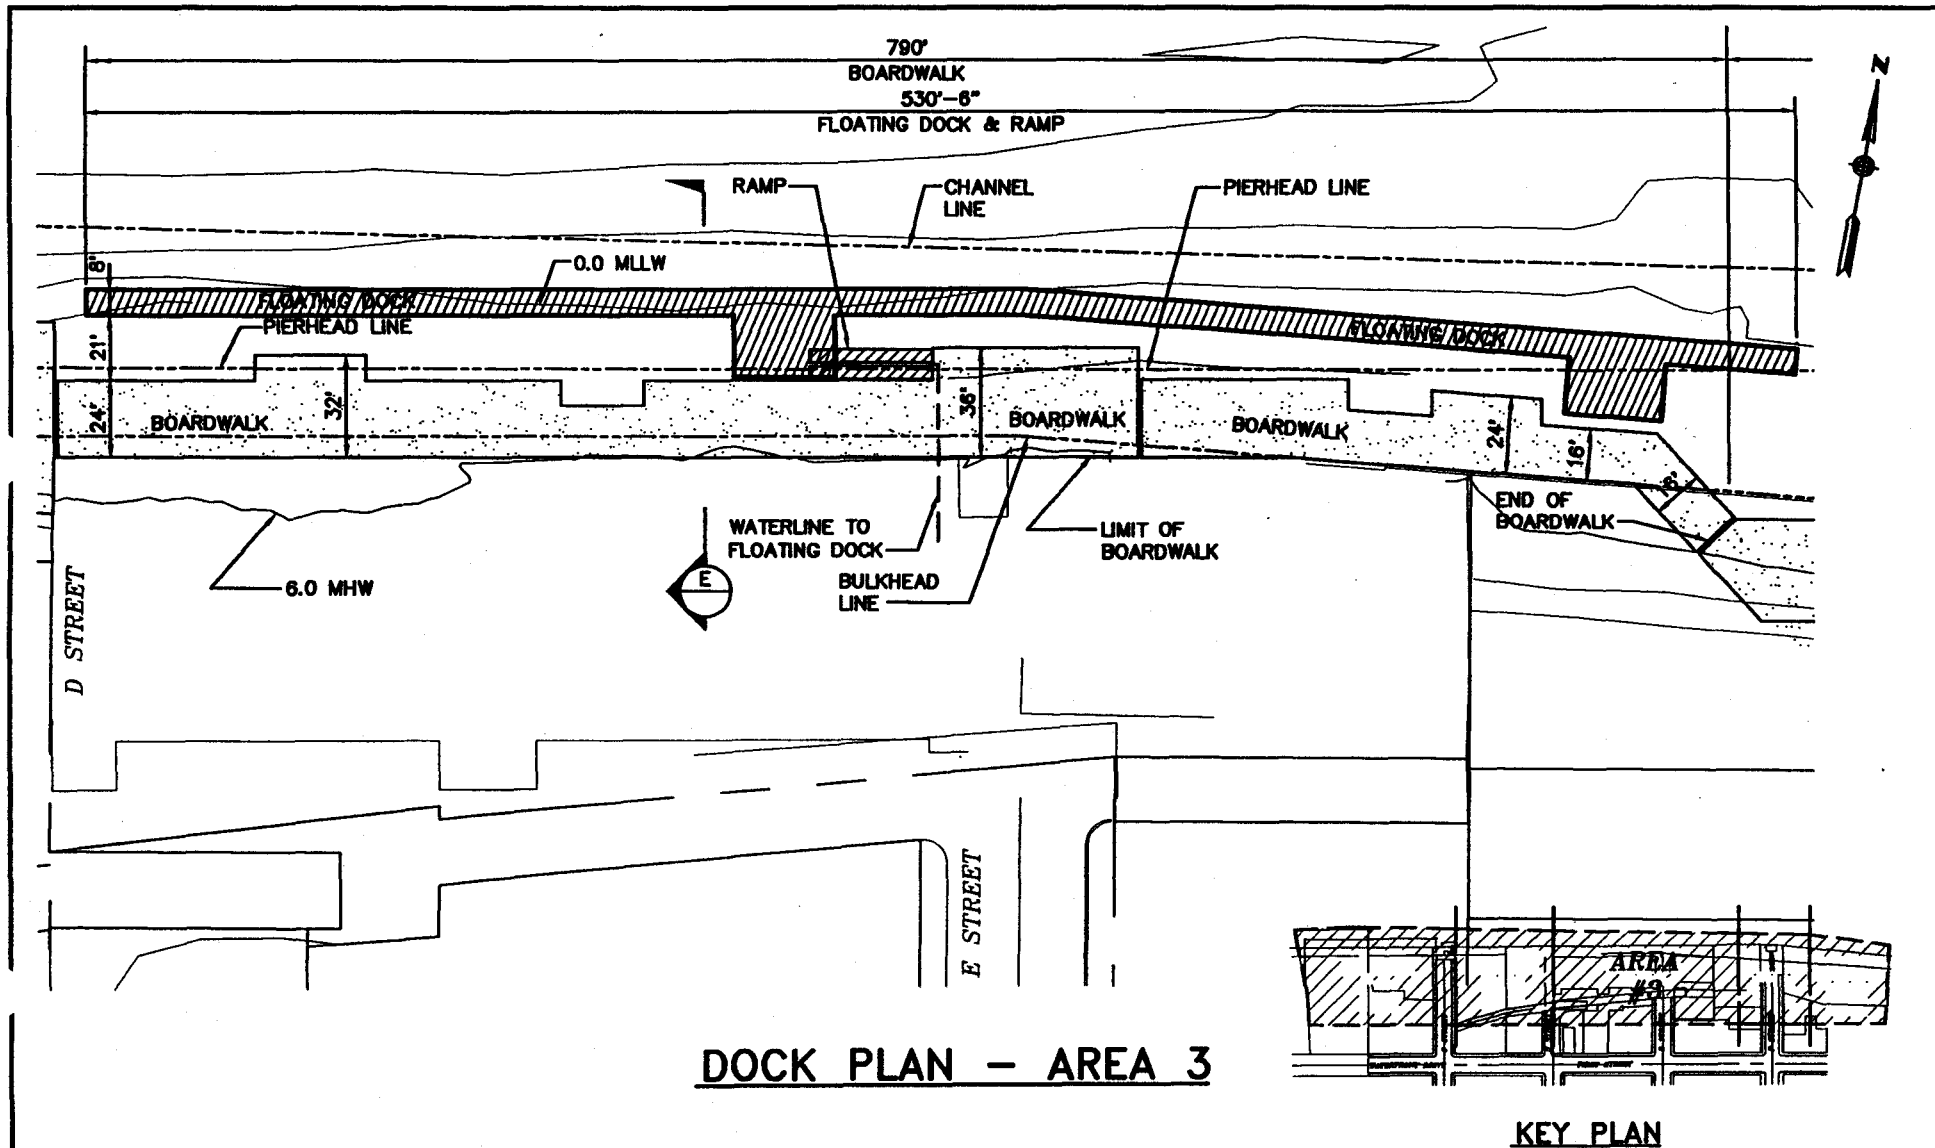 790'
BOARDWALK
530'-6"
FLOATING DOCK & RAMP
N
RAMP
CHANNEL
LINE
PIERHEAD LINE
8'
0.0 MLLW
FLOATING DOCK
PIERHEAD LINE
21'
FLOATING DOCK
24'
BOARDWALK
32'
36'
BOARDWALK
BOARDWALK
24'
16'
END OF
BOARDWALK
WATERLINE TO
FLOATING DOCK
LIMIT OF
BOARDWALK
BULKHEAD
LINE
E
6.0 MHW
D STREET
E STREET
AREA
#3
DOCK PLAN - AREA 3
KEY PLAN